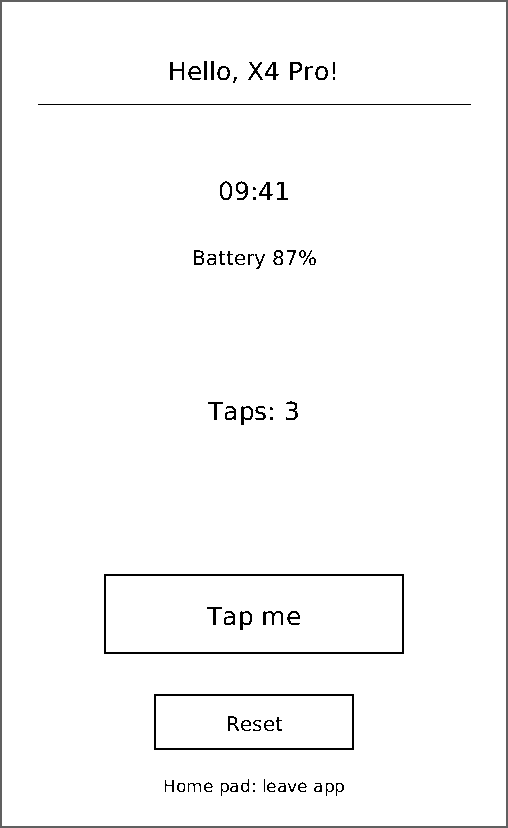 Hello, X4 Pro!
09:41
Battery 87%
Taps: 3
Tap me
Reset
Home pad: leave app